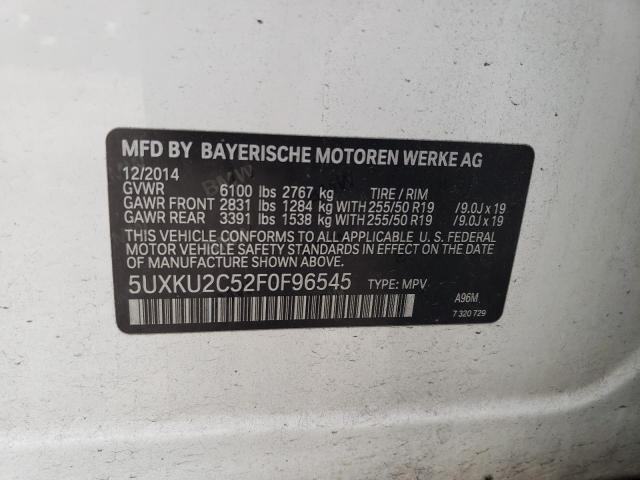 MFD BY BAYERISCHE MOTOREN WERKE AG
12/2014
GVWR 6100 lbs 2767 kg TIRE / RIM
GAWR FRONT 2831 lbs 1284 kg WITH 255/50 R19 / 9.0J x 19
GAWR REAR 3391 lbs 1538 kg WITH 255/50 R19 / 9.0J x 19
THIS VEHICLE CONFORMS TO ALL APPLICABLE U. S. FEDERAL
MOTOR VEHICLE SAFETY STANDARDS IN EFFECT ON THE
DATE OF MANUFACTURE SHOWN ABOVE.
5UXKU2C52F0F96545 TYPE: MPV
A96M
7 320 729